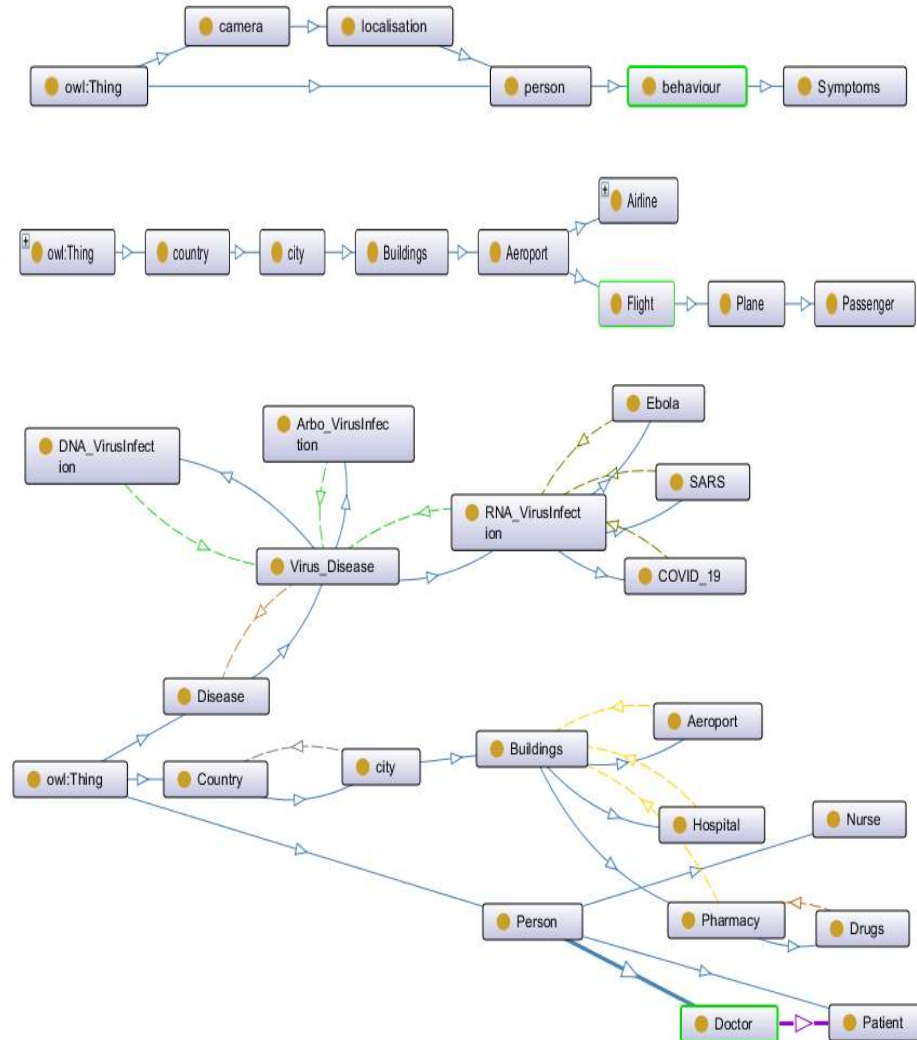 camera
localisation
owl:Thing
person
behaviour
Symptoms
Airline
owl:Thing
country
city
Buildings
Aeroport
Flight
Plane
Passenger
Ebola
Arbo_VirusInfec
tion
DNA_VirusInfect
ion
SARS
RNA_VirusInfect
ion
Virus_Disease
COVID_19
Disease
Aeroport
Buildings
city
owl:Thing
Country
Hospital
Nurse
Person
Pharmacy
Drugs
Doctor
Patient